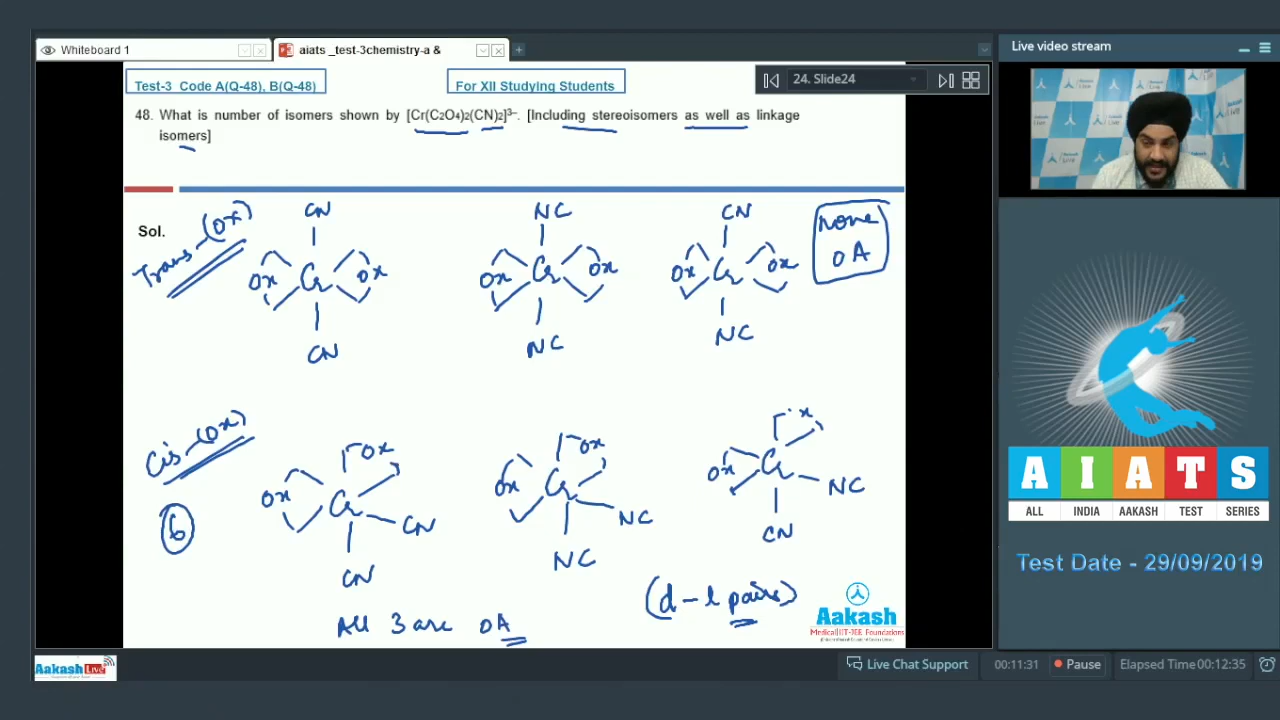 Whiteboard 1
aiats _test-3chemistry-a &
Live video stream
Test-3 Code A(Q-48), B(Q-48)
For XII Studying Students
24. Slide24
48. What is number of isomers shown by [Cr(C2O4)2(CN)2]3–. [Including stereoisomers as well as linkage
isomers]
Sol.
Trans-(ox)
CN
ox Cr ox
CN
NC
ox Cr ox
NC
CN
ox Cr ox
NC
none
OA
Cis-(ox)
6
ox
ox Cr
CN
CN
ox
ox Cr
NC
NC
ox Cr
NC
CN
All 3 are OA
(d-l pairs)
AIATS
ALL INDIA AAKASH TEST SERIES
Test Date - 29/09/2019
Aakash
Medical|IIT-JEE|Foundations
AakashLive
Live Chat Support
00:11:31
Pause
Elapsed Time 00:12:35